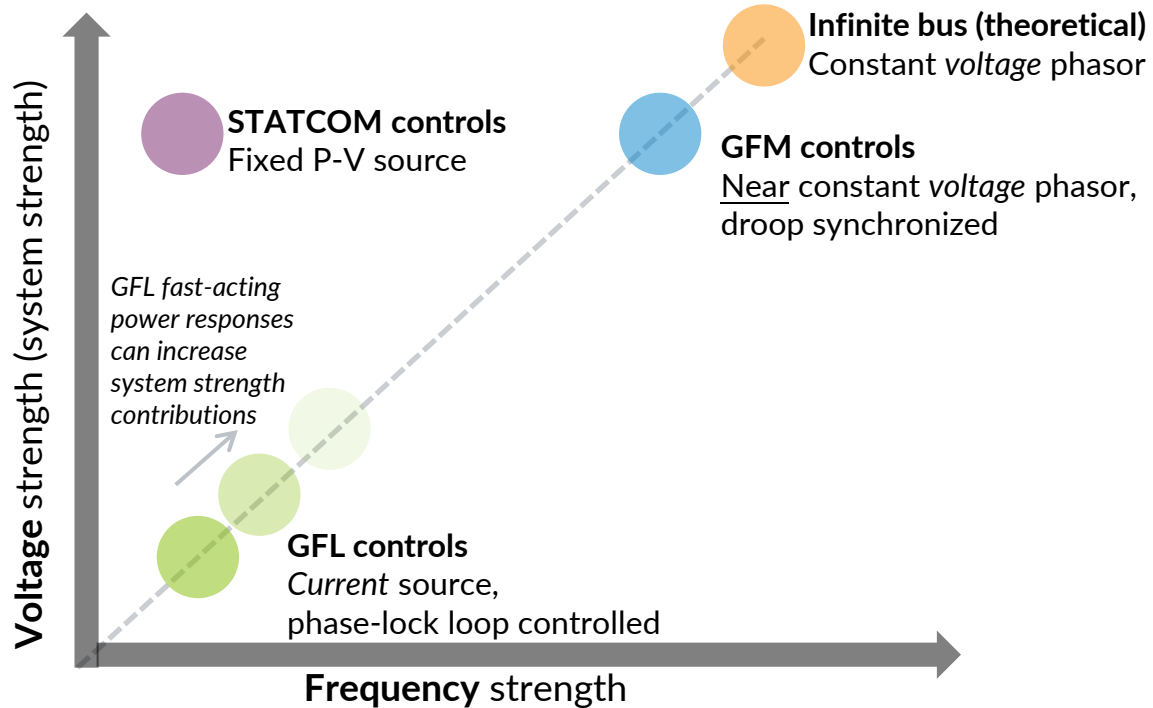 Infinite bus (theoretical)
Constant voltage phasor
STATCOM controls
Fixed P-V source
GFM controls
Near constant voltage phasor,
droop synchronized
GFL fast-acting
power responses
can increase
system strength
contributions
GFL controls
Current source,
phase-lock loop controlled
Voltage strength (system strength)
Frequency strength